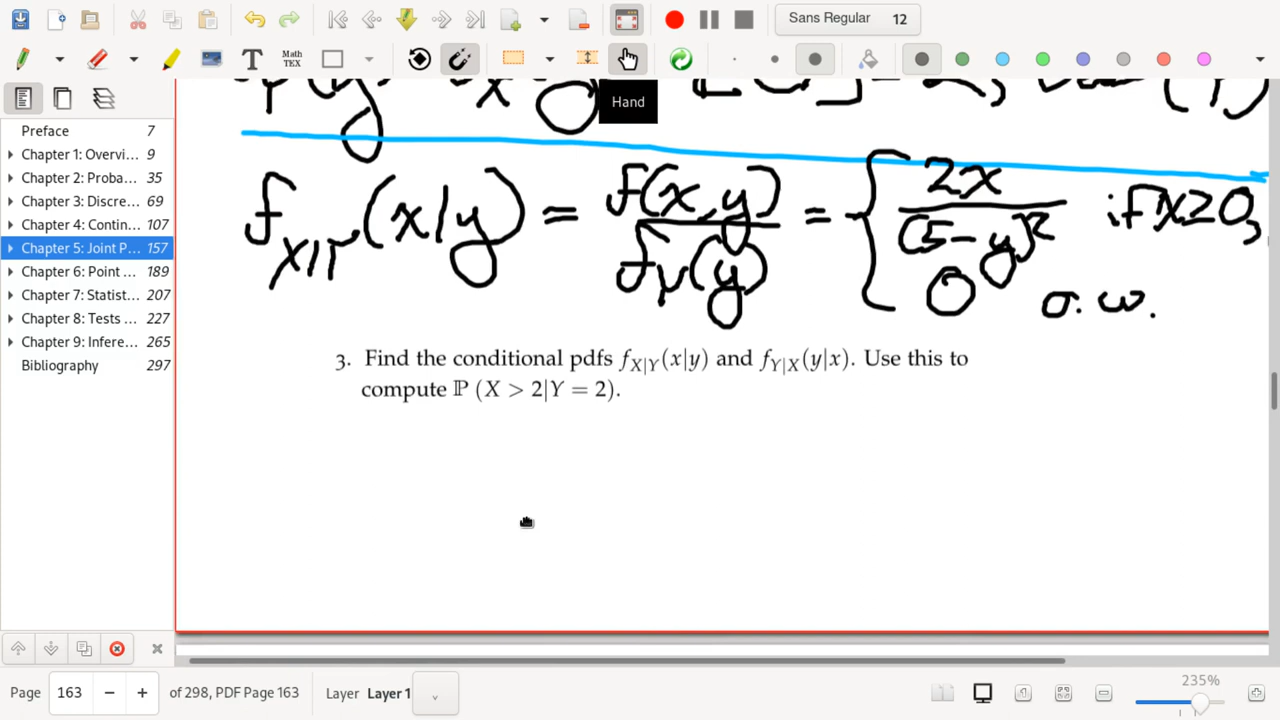 Sans Regular 12
T Math TEX
Hand
Preface 7
Chapter 1: Overvi... 9
Chapter 2: Proba... 35
Chapter 3: Discre... 69
Chapter 4: Contin... 107
Chapter 5: Joint P... 157
Chapter 6: Point ... 189
Chapter 7: Statist... 207
Chapter 8: Tests ... 227
Chapter 9: Infere... 265
Bibliography 297
f_{X|Y}(x|y) = f(x,y)/f_Y(y) = { 2x/(5-y)² if x≥0,
0 o.w.
3. Find the conditional pdfs f_{X|Y}(x|y) and f_{Y|X}(y|x). Use this to
compute ℙ (X > 2|Y = 2).
235%
Page 163 − + of 298, PDF Page 163 Layer Layer 1